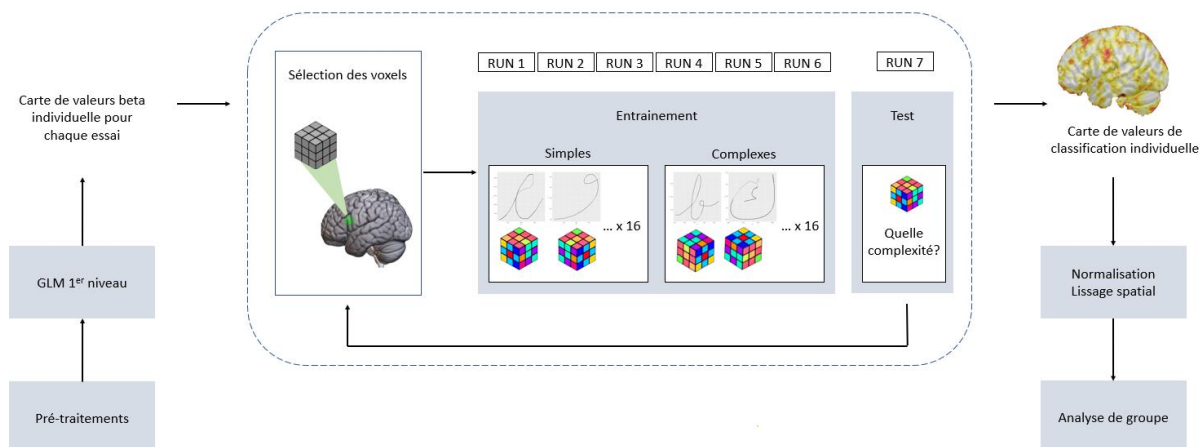 Carte de valeurs beta
individuelle pour
chaque essai
GLM 1er niveau
Pré-traitements
Sélection des voxels
RUN 1 RUN 2 RUN 3 RUN 4 RUN 5 RUN 6
Entrainement
Simples
... x 16
Complexes
... x 16
RUN 7
Test
Quelle
complexité?
Carte de valeurs de
classification individuelle
Normalisation
Lissage spatial
Analyse de groupe